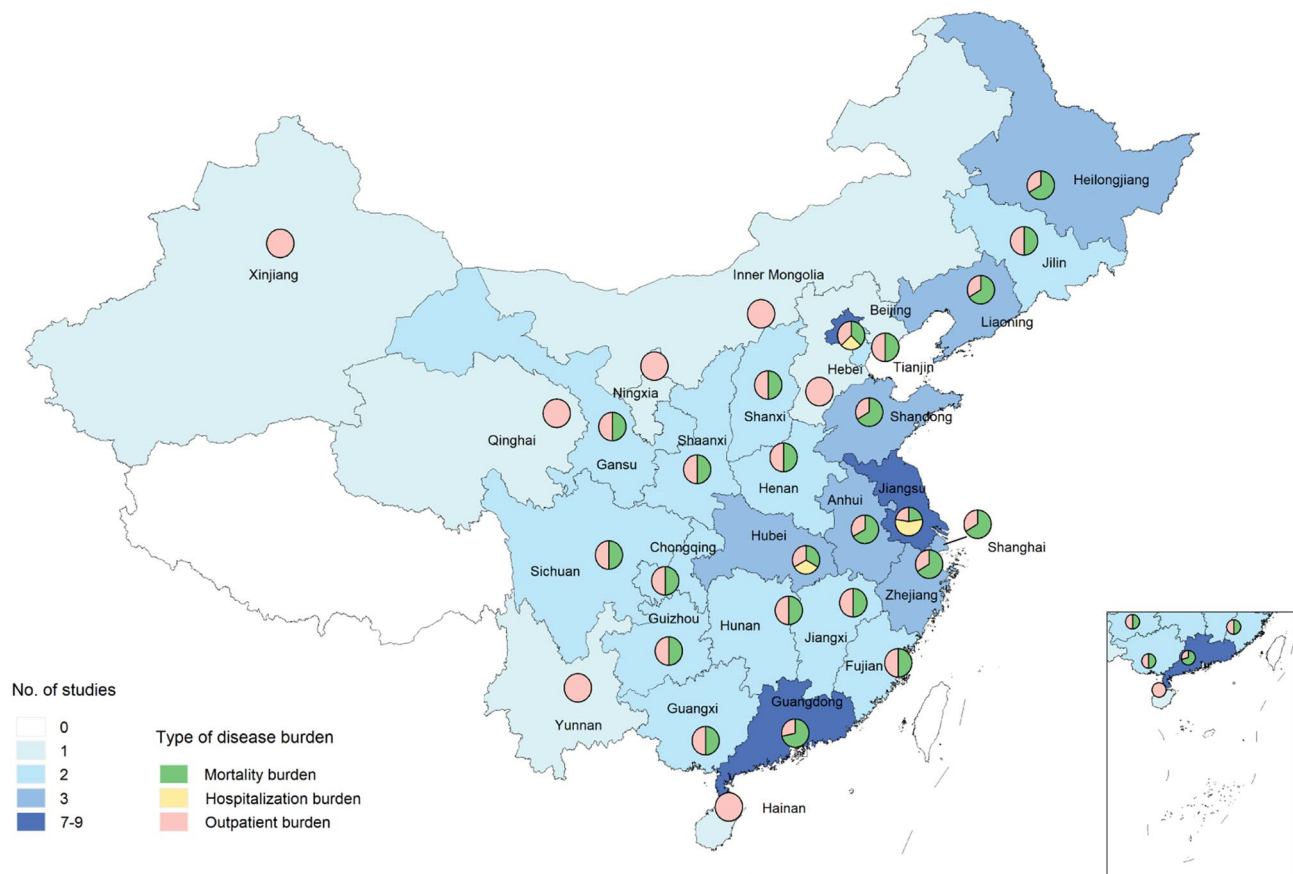 Heilongjiang
Jilin
Xinjiang
Inner Mongolia
Beijing
Liaoning
Hebei
Tianjin
Ningxia
Shanxi
Shandong
Qinghai
Shaanxi
Gansu
Henan
Jiangsu
Anhui
Hubei
Shanghai
Chongqing
Sichuan
Zhejiang
Guizhou
Hunan
Jiangxi
Fujian
No. of studies
Guangxi
Guangdong
Yunnan
0
1
2
3
7-9
Type of disease burden
Mortality burden
Hospitalization burden
Outpatient burden
Hainan